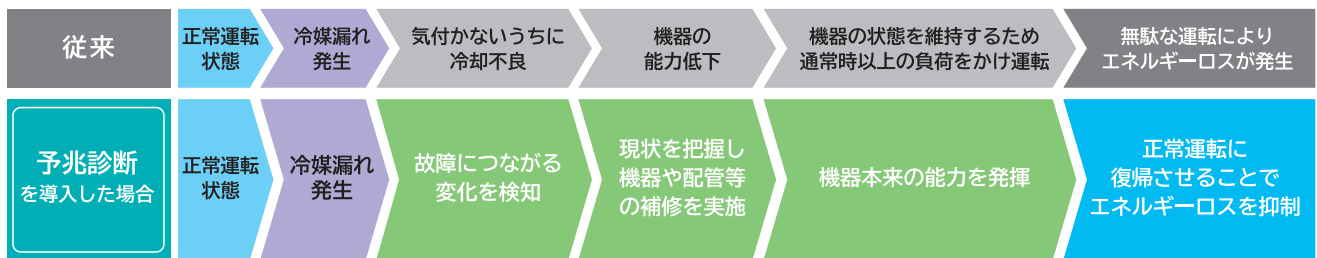 従来
正常運転
状態
冷媒漏れ
発生
気付かないうちに
冷却不良
機器の
能力低下
機器の状態を維持するため
通常時以上の負荷をかけ運転
無駄な運転により
エネルギーロスが発生
予兆診断
を導入した場合
正常運転
状態
冷媒漏れ
発生
故障につながる
変化を検知
現状を把握し
機器や配管等
の補修を実施
機器本来の能力を発揮
正常運転に
復帰させることで
エネルギーロスを抑制